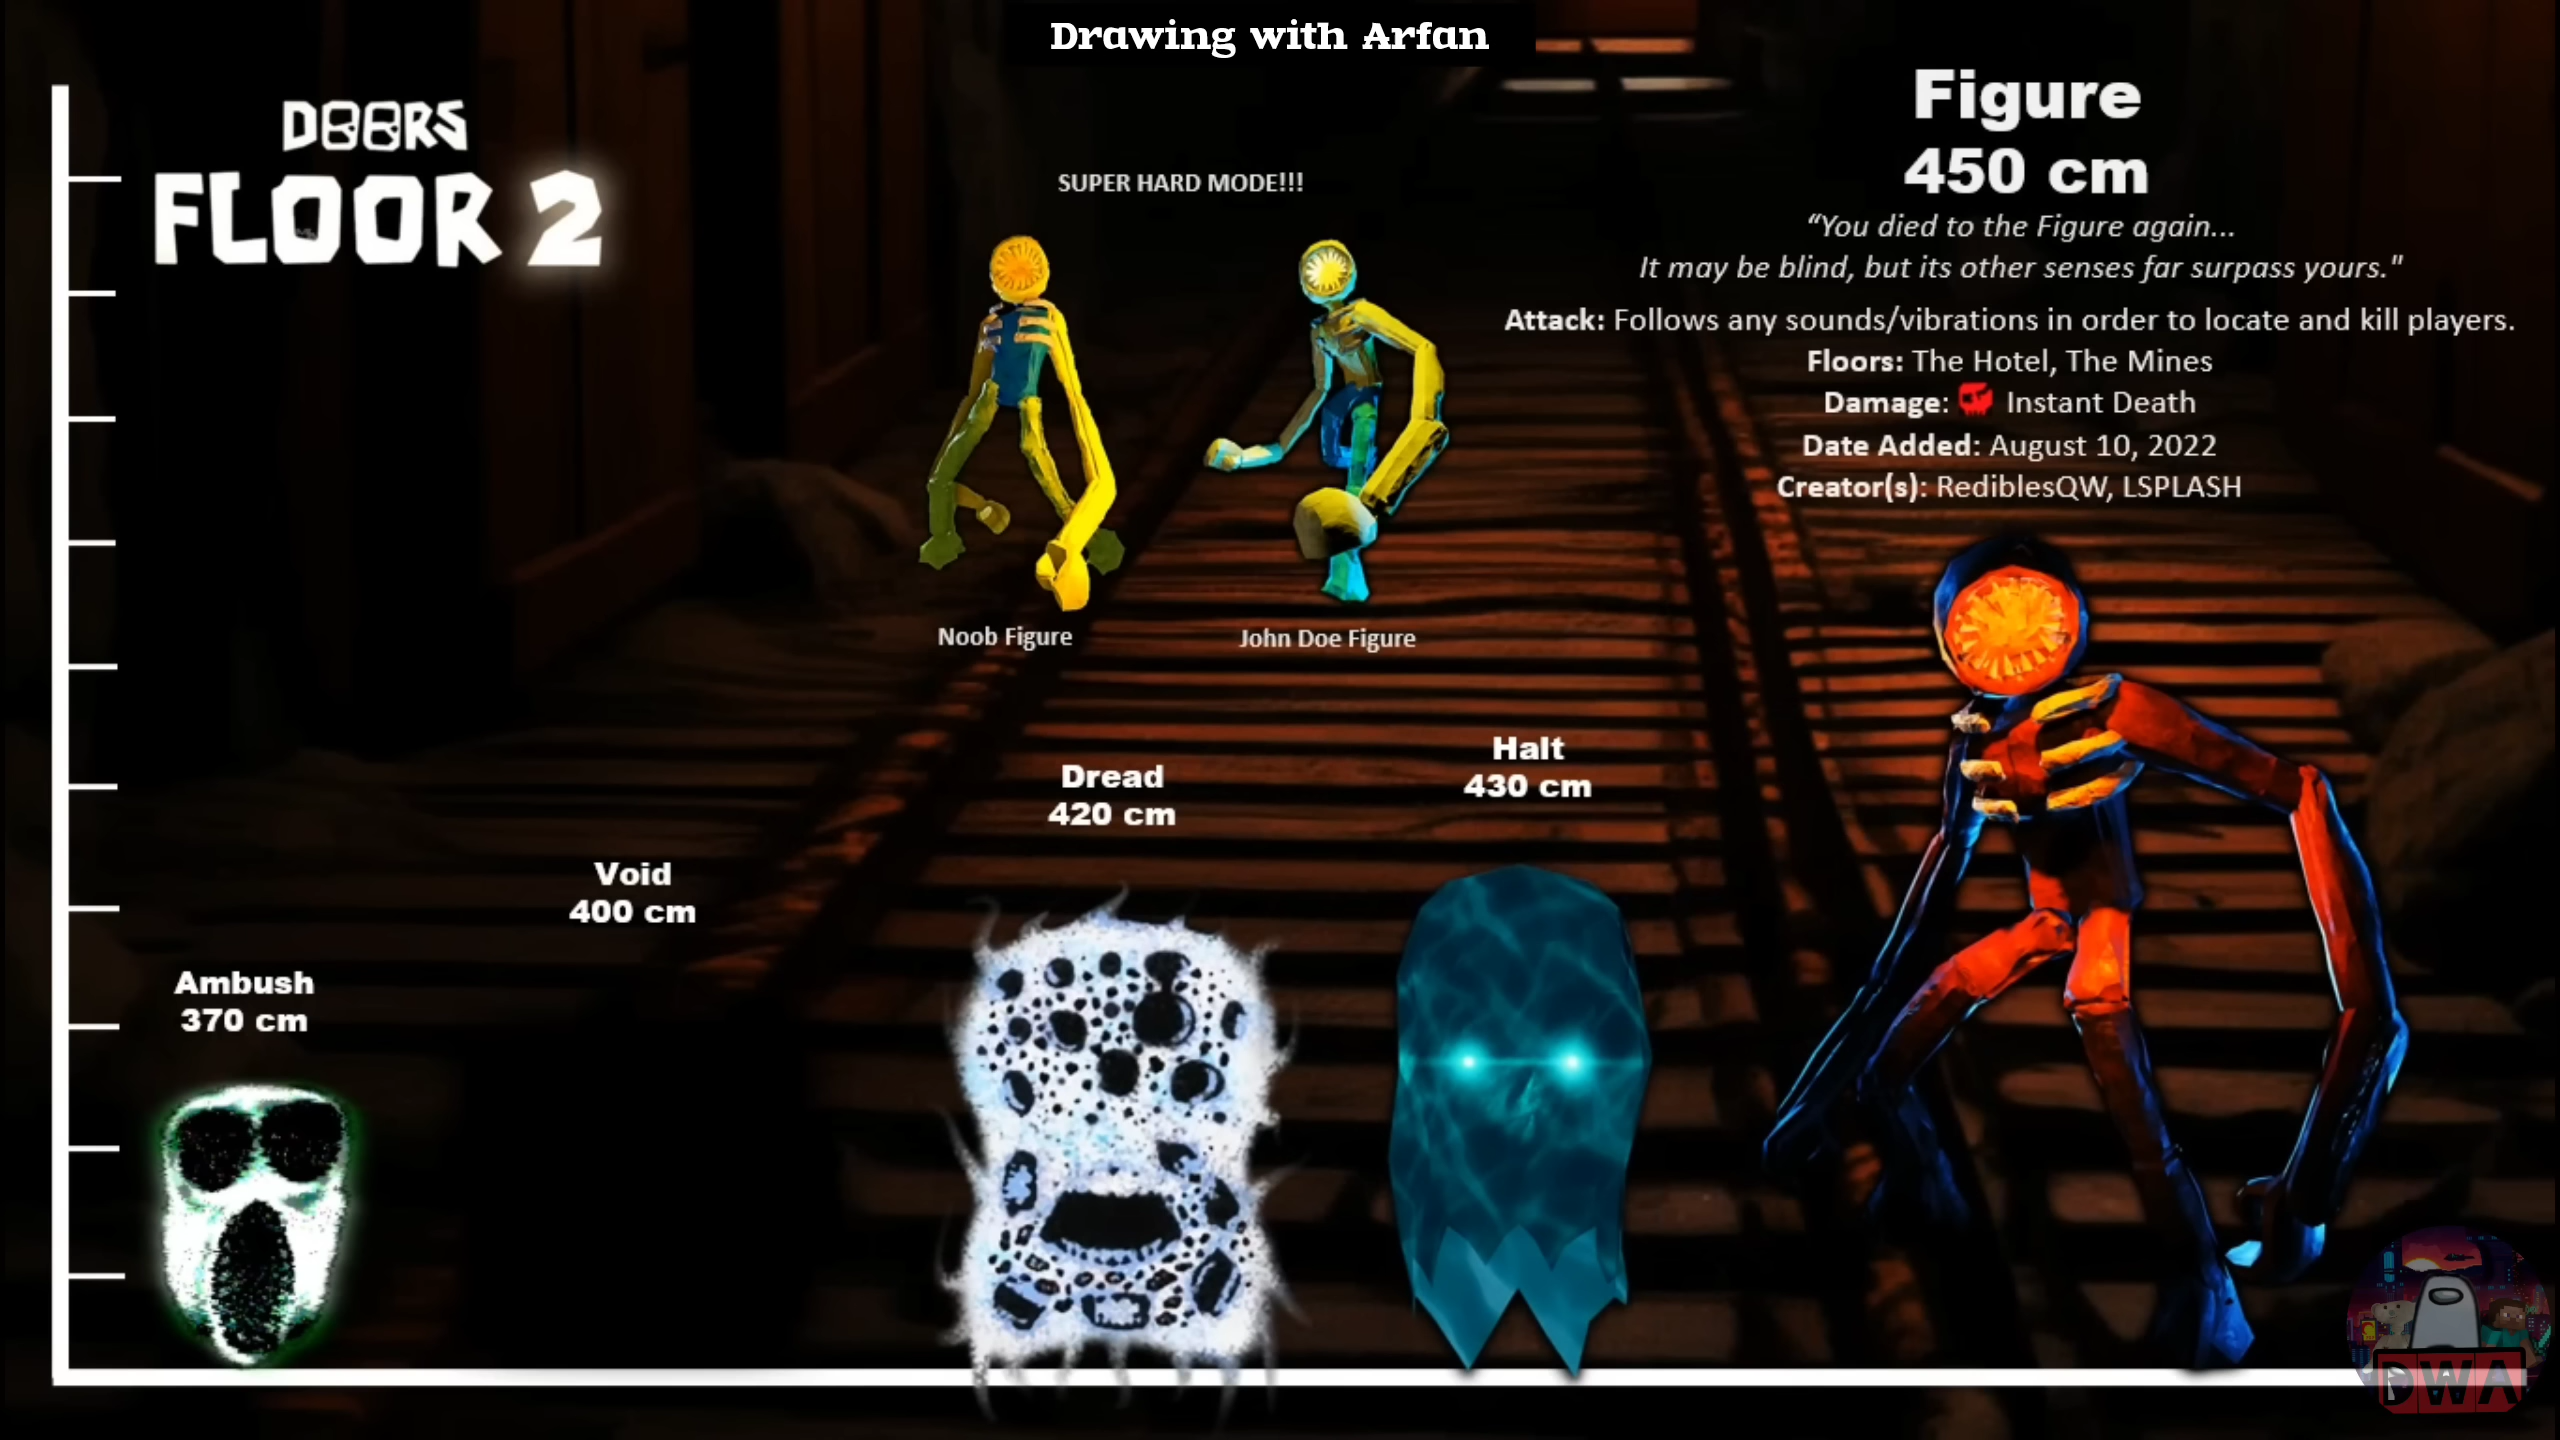 Drawing with Arfan
DOORS
FLOOR 2
SUPER HARD MODE!!!
Noob Figure
John Doe Figure
Figure
450 cm
“You died to the Figure again...
It may be blind, but its other senses far surpass yours."
Attack: Follows any sounds/vibrations in order to locate and kill players.
Floors: The Hotel, The Mines
Damage: Instant Death
Date Added: August 10, 2022
Creator(s): RediblesQW, LSPLASH
Ambush
370 cm
Void
400 cm
Dread
420 cm
Halt
430 cm
DWA